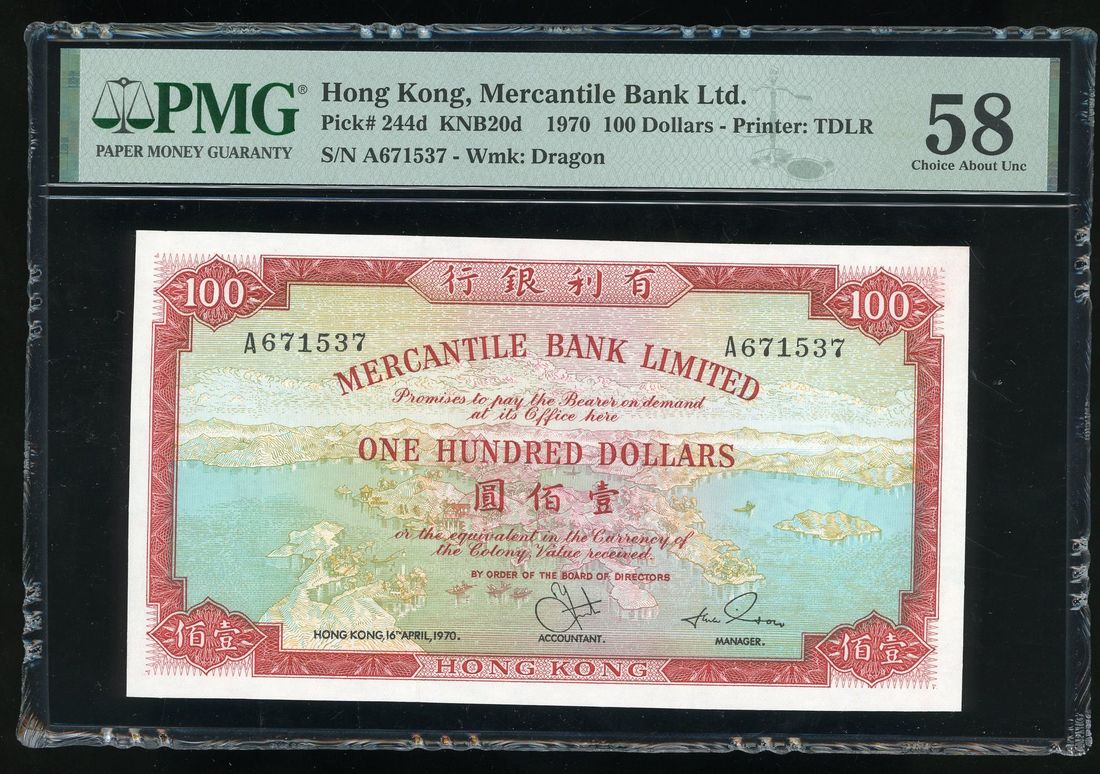 PMG®
PAPER MONEY GUARANTY
Hong Kong, Mercantile Bank Ltd.
Pick# 244d KNB20d 1970 100 Dollars - Printer: TDLR
S/N A671537 - Wmk: Dragon
58
Choice About Unc
行銀利有
100
100
A671537
A671537
MERCANTILE BANK LIMITED
Promises to pay the Bearer on demand
at its Office here
ONE HUNDRED DOLLARS
圓佰壹
or the equivalent in the Currency of
the Colony, Value received.
BY ORDER OF THE BOARD OF DIRECTORS
HONG KONG, 16TH APRIL, 1970.
ACCOUNTANT.
MANAGER.
佰壹
佰壹
HONG KONG